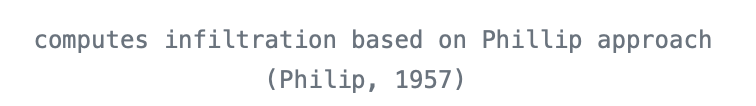 computes infiltration based on Phillip approach
(Philip, 1957)